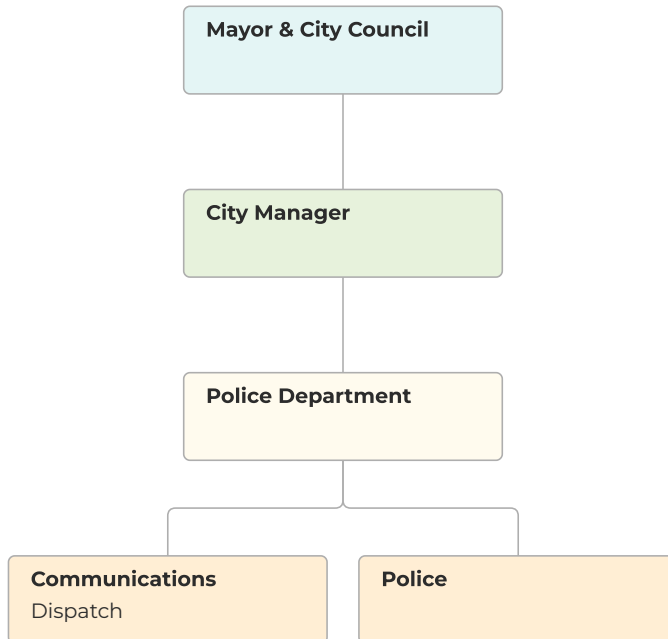 Mayor & City Council
City Manager
Police Department
Communications
Dispatch
Police